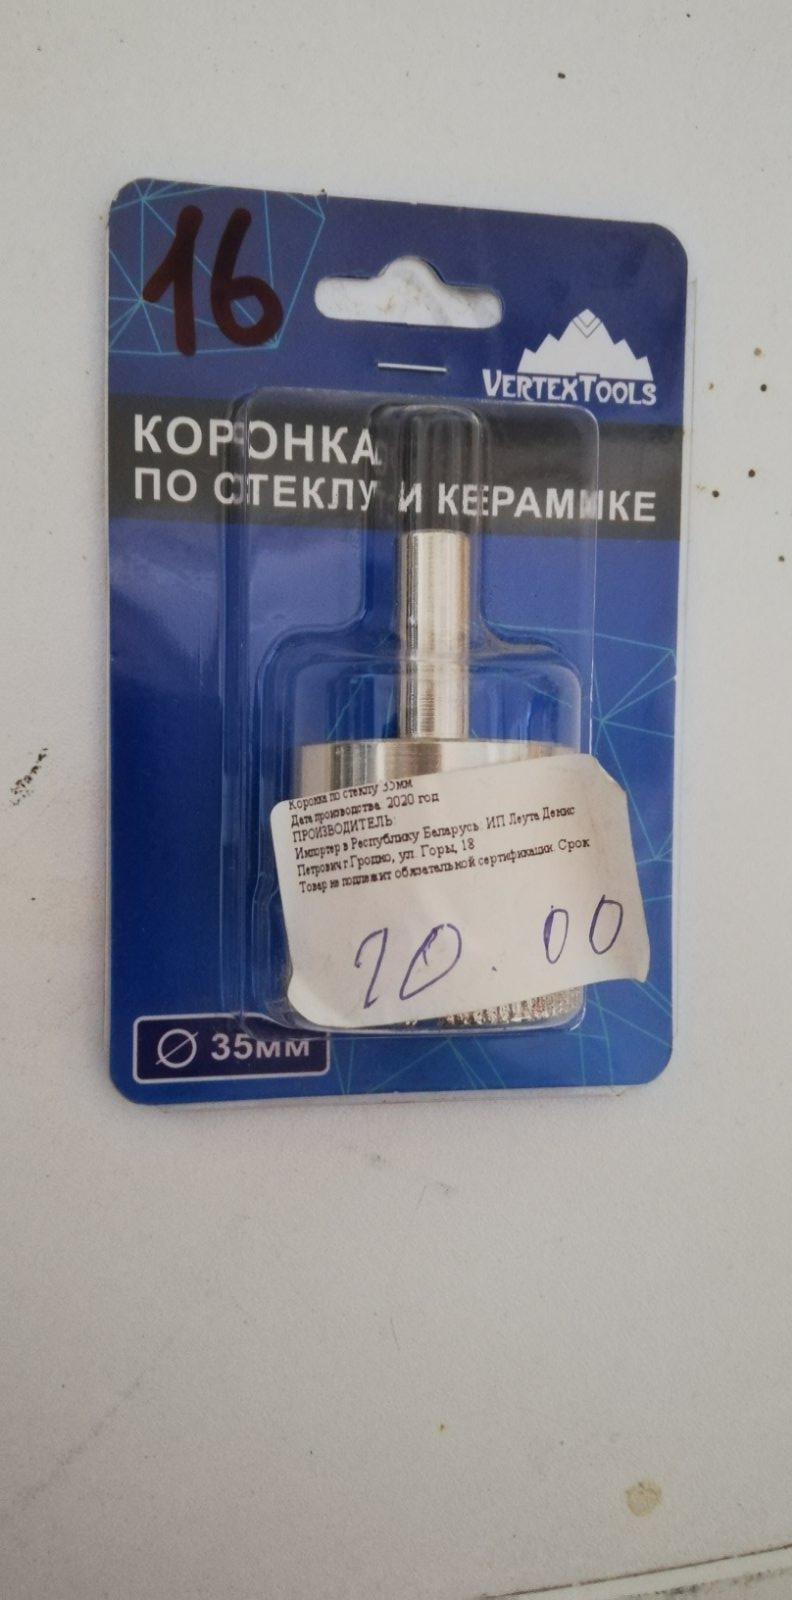 16
VERTEXTOOLS
КОРОНКА
ПО СТЕКЛУ И КЕРАМИКЕ
Коронка по стеклу 35мм
Дата производства: 2020 год
ПРОИЗВОДИТЕЛЬ:
Импортер в Республику Беларусь: ИП Леута Денис
Петрович г.Гродно, ул. Горы, 18
Товар не подлежит обязательной сертификации. Срок
20.00
Ø 35мм